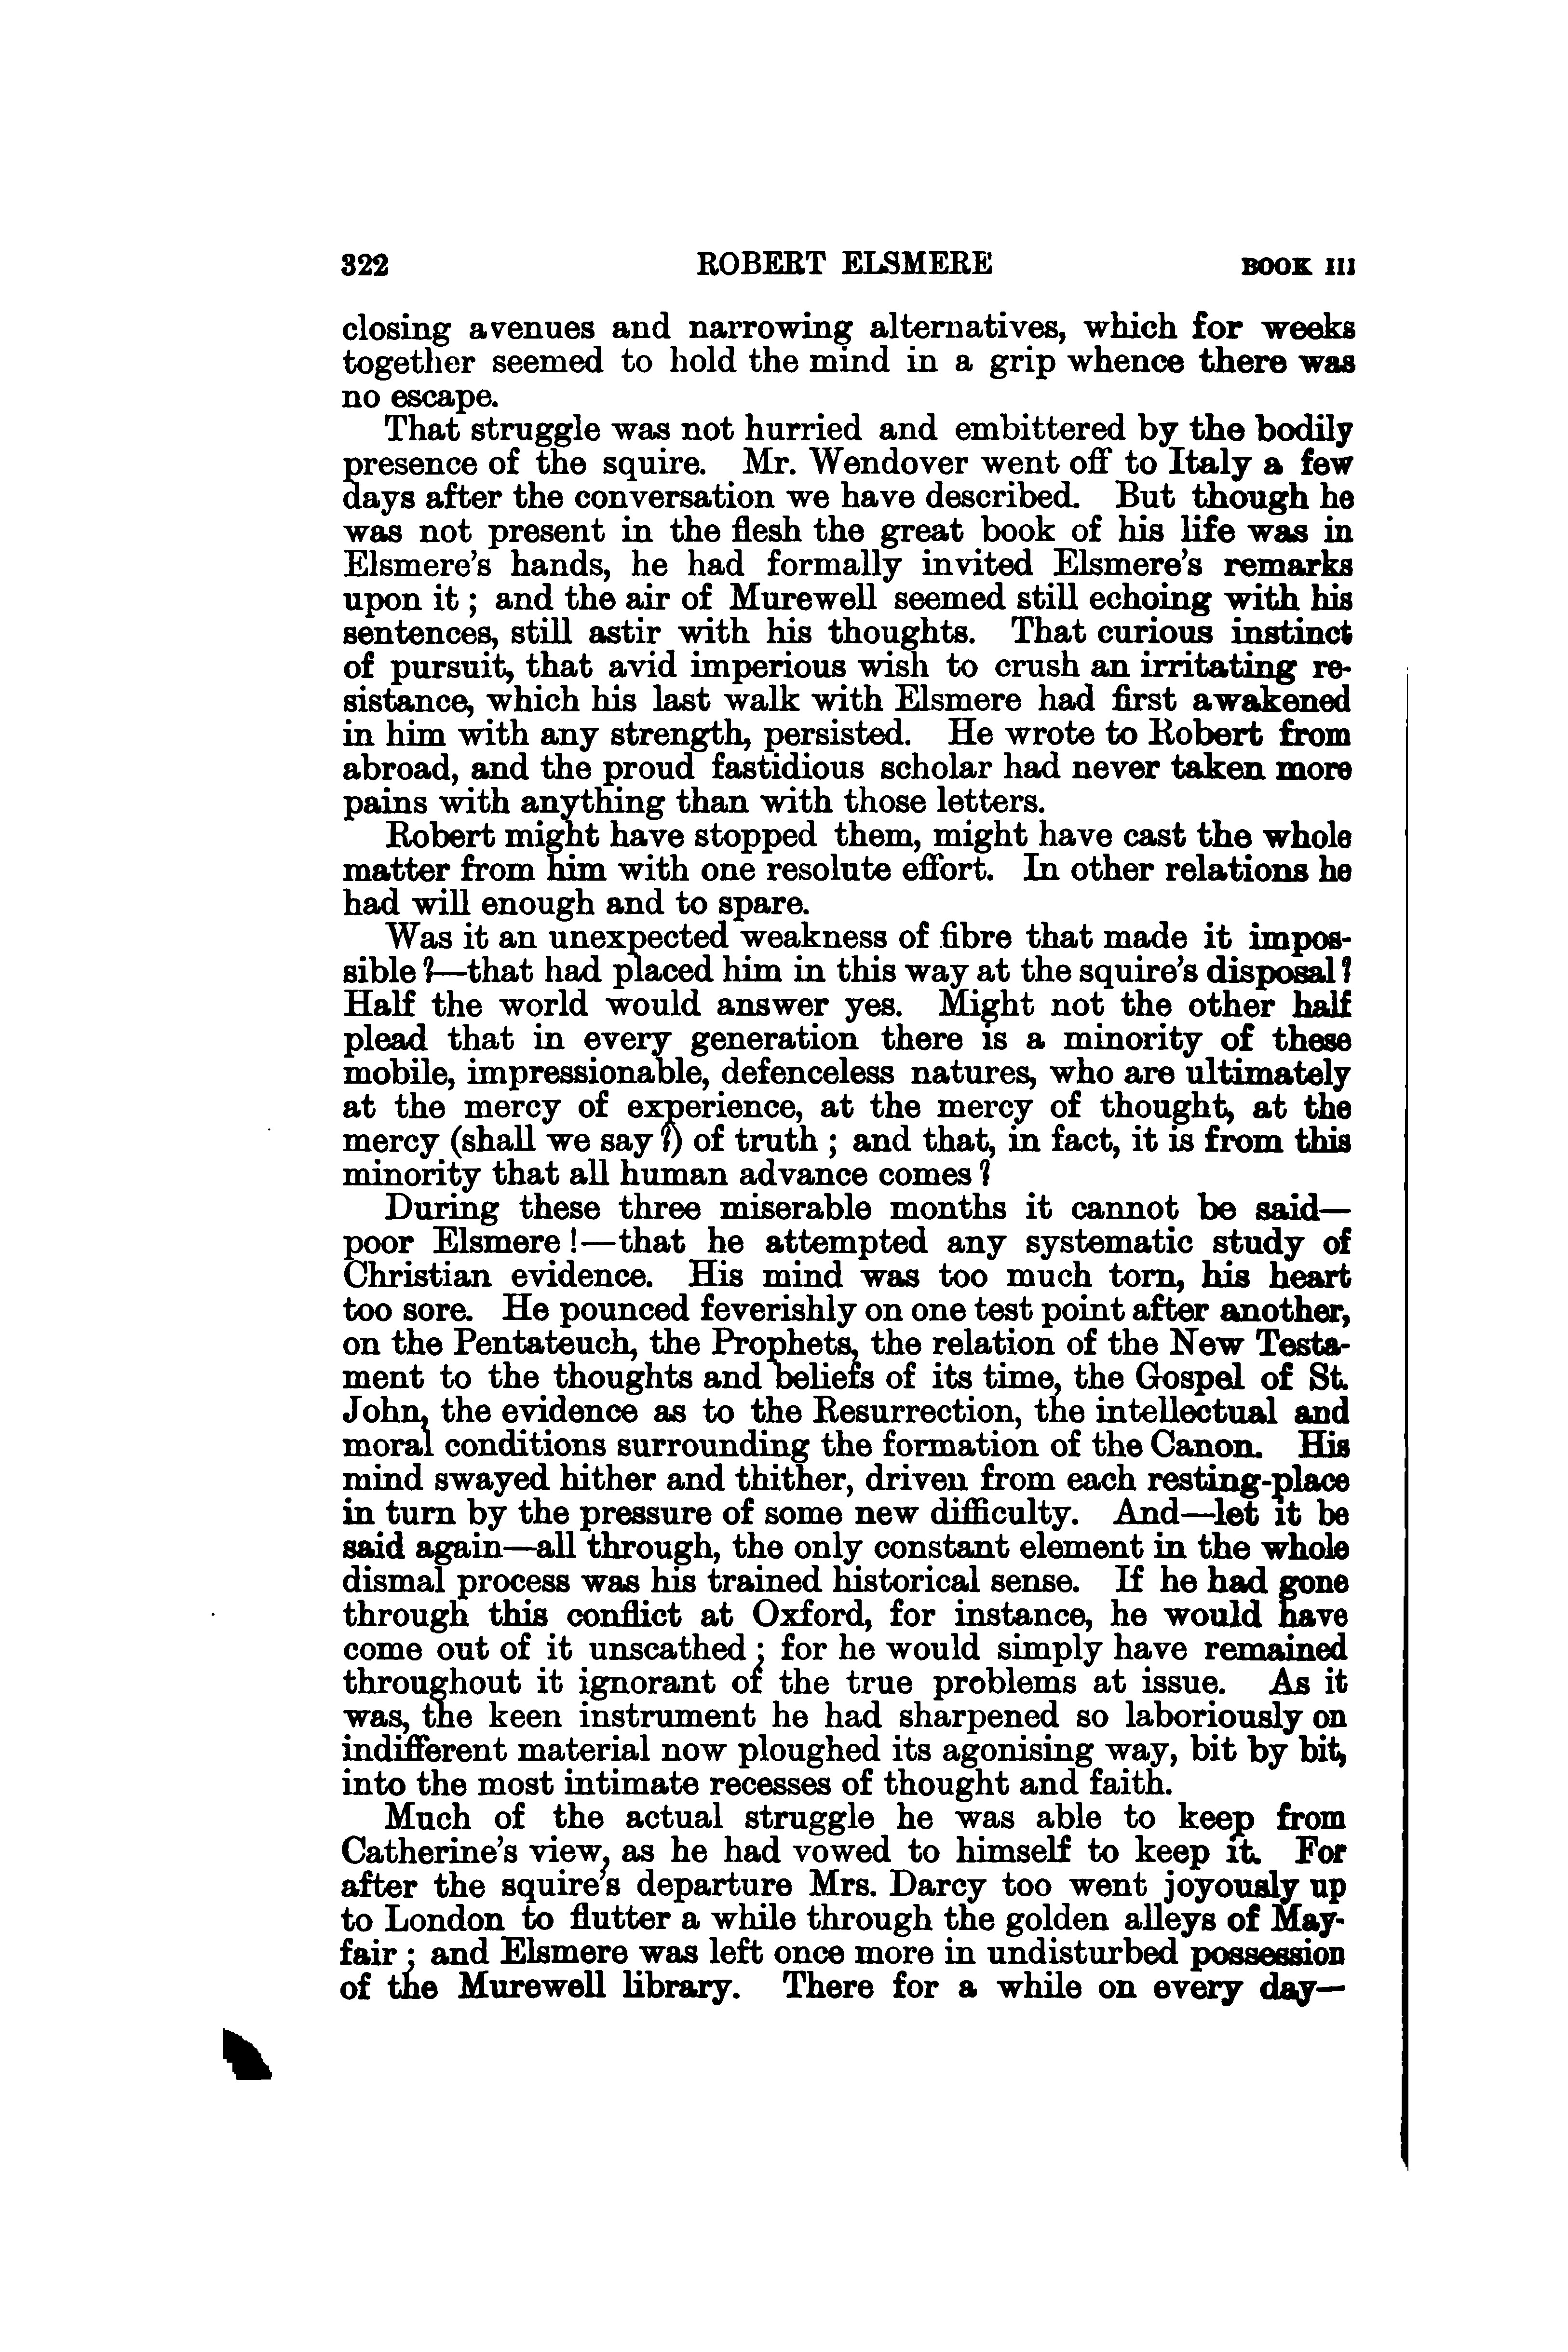 322 ROBERT ELSMERE BOOK III
closing avenues and narrowing alternatives, which for weeks
together seemed to hold the mind in a grip whence there was
no escape.
That struggle was not hurried and embittered by the bodily
presence of the squire. Mr. Wendover went off to Italy a few
days after the conversation we have described. But though he
was not present in the flesh the great book of his life was in
Elsmere's hands, he had formally invited Elsmere's remarks
upon it ; and the air of Murewell seemed still echoing with his
sentences, still astir with his thoughts. That curious instinct
of pursuit, that avid imperious wish to crush an irritating re-
sistance, which his last walk with Elsmere had first awakened
in him with any strength, persisted. He wrote to Robert from
abroad, and the proud fastidious scholar had never taken more
pains with anything than with those letters.
Robert might have stopped them, might have cast the whole
matter from him with one resolute effort. In other relations he
had will enough and to spare.
Was it an unexpected weakness of fibre that made it impos-
sible ?—that had placed him in this way at the squire's disposal ?
Half the world would answer yes. Might not the other half
plead that in every generation there is a minority of these
mobile, impressionable, defenceless natures, who are ultimately
at the mercy of experience, at the mercy of thought, at the
mercy (shall we say ?) of truth ; and that, in fact, it is from this
minority that all human advance comes ?
During these three miserable months it cannot be said—
poor Elsmere !—that he attempted any systematic study of
Christian evidence. His mind was too much torn, his heart
too sore. He pounced feverishly on one test point after another,
on the Pentateuch, the Prophets, the relation of the New Testa-
ment to the thoughts and beliefs of its time, the Gospel of St.
John, the evidence as to the Resurrection, the intellectual and
moral conditions surrounding the formation of the Canon. His
mind swayed hither and thither, driven from each resting-place
in turn by the pressure of some new difficulty. And—let it be
said again—all through, the only constant element in the whole
dismal process was his trained historical sense. If he had gone
through this conflict at Oxford, for instance, he would have
come out of it unscathed ; for he would simply have remained
throughout it ignorant of the true problems at issue. As it
was, the keen instrument he had sharpened so laboriously on
indifferent material now ploughed its agonising way, bit by bit,
into the most intimate recesses of thought and faith.
Much of the actual struggle he was able to keep from
Catherine's view, as he had vowed to himself to keep it. For
after the squire's departure Mrs. Darcy too went joyously up
to London to flutter a while through the golden alleys of May-
fair ; and Elsmere was left once more in undisturbed possession
of the Murewell library. There for a while on every day—